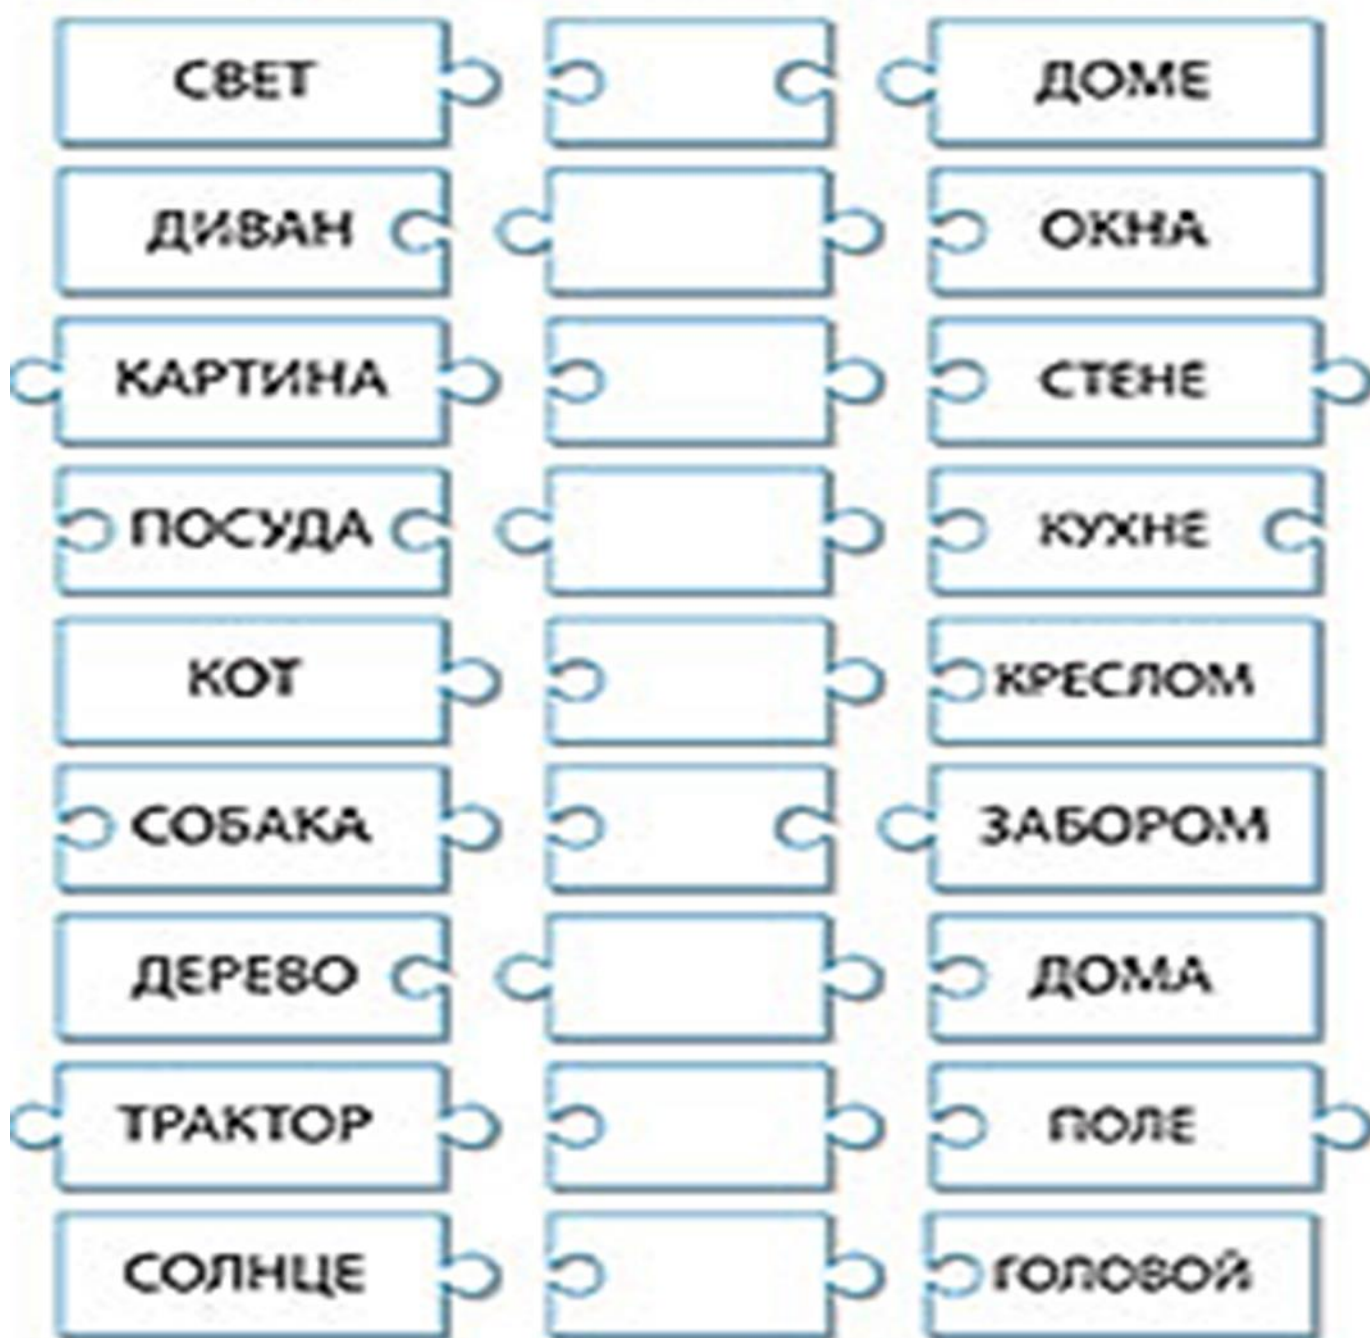 СВЕТ ДОМЕ
ДИВАН ОКНА
КАРТИНА СТЕНЕ
ПОСУДА КУХНЕ
КОТ КРЕСЛОМ
СОБАКА ЗАБОРОМ
ДЕРЕВО ДОМА
ТРАКТОР ПОЛЕ
СОЛНЦЕ ГОЛОВОЙ